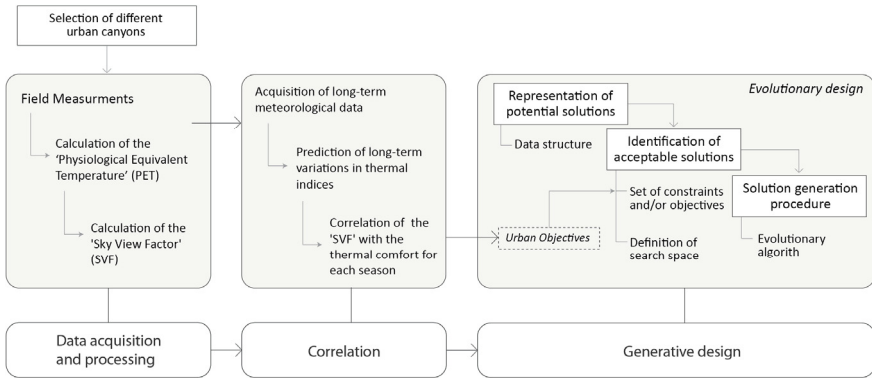 Selection of different
urban canyons
Field Measurments
Calculation of the
‘Physiological Equivalent
Temperature’ (PET)
Calculation of the
'Sky View Factor'
(SVF)
Data acquisition
and processing
Acquisition of long-term
meteorological data
Prediction of long-term
variations in thermal
indices
Correlation of the
'SVF' with the
thermal comfort for
each season
Correlation
Evolutionary design
Representation of
potential solutions
Data structure
Identification of
acceptable solutions
Set of constraints
and/or objectives
Urban Objectives
Definition of
search space
Solution generation
procedure
Evolutionary
algorith
Generative design